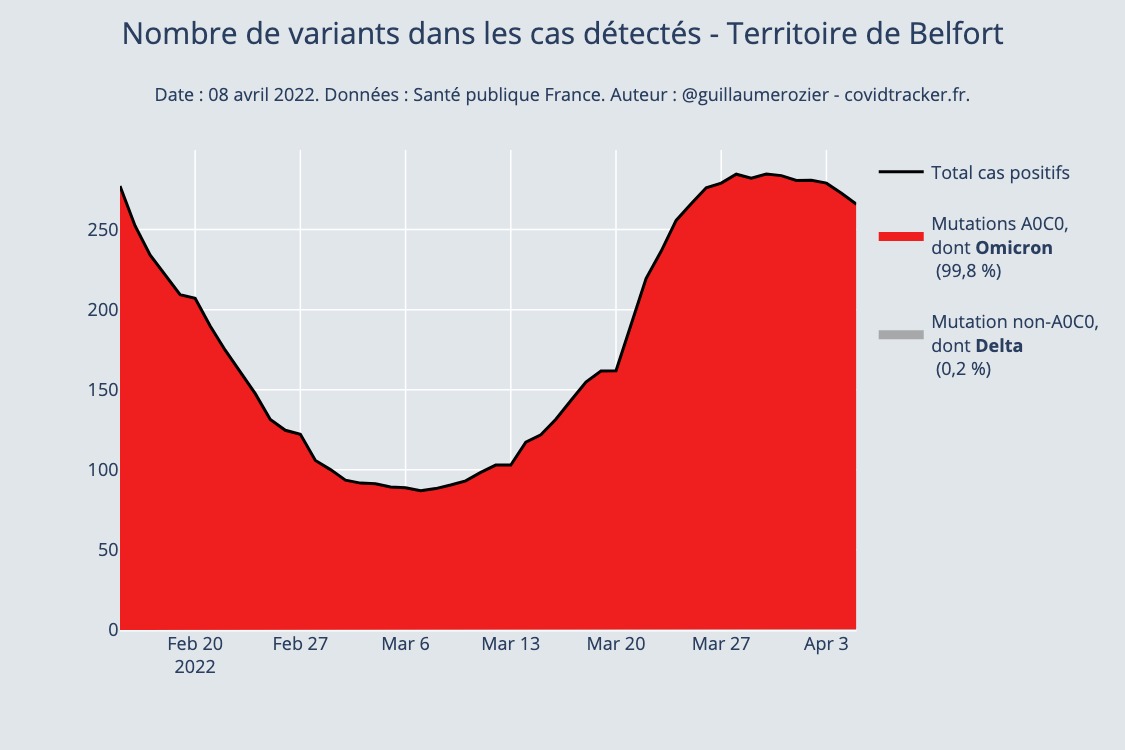 Nombre de variants dans les cas détectés - Territoire de Belfort
Date : 08 avril 2022. Données : Santé publique France. Auteur : @guillaumerozier - covidtracker.fr.
Total cas positifs
Mutations A0C0,
dont Omicron
(99,8 %)
Mutation non-A0C0,
dont Delta
(0,2 %)
250
200
150
100
50
0
Feb 20
2022
Feb 27
Mar 6
Mar 13
Mar 20
Mar 27
Apr 3